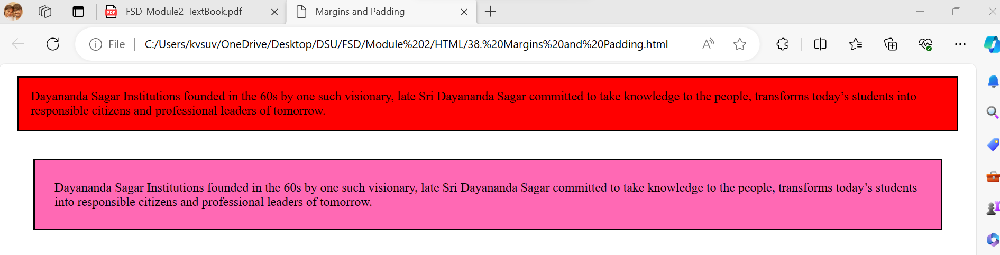 PDF FSD_Module2_TextBook.pdf Margins and Padding
File C:/Users/kvsuv/OneDrive/Desktop/DSU/FSD/Module%202/HTML/38.%20Margins%20and%20Padding.html A
Dayananda Sagar Institutions founded in the 60s by one such visionary, late Sri Dayananda Sagar committed to take knowledge to the people, transforms today’s students into
responsible citizens and professional leaders of tomorrow.
Dayananda Sagar Institutions founded in the 60s by one such visionary, late Sri Dayananda Sagar committed to take knowledge to the people, transforms today’s students
into responsible citizens and professional leaders of tomorrow.